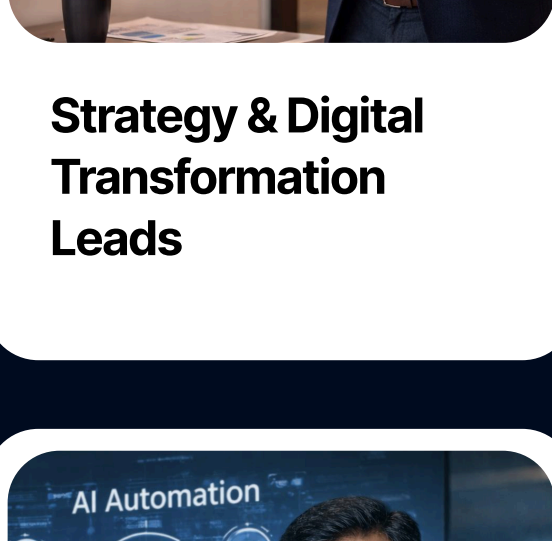 Strategy & Digital
Transformation
Leads
AI Automation